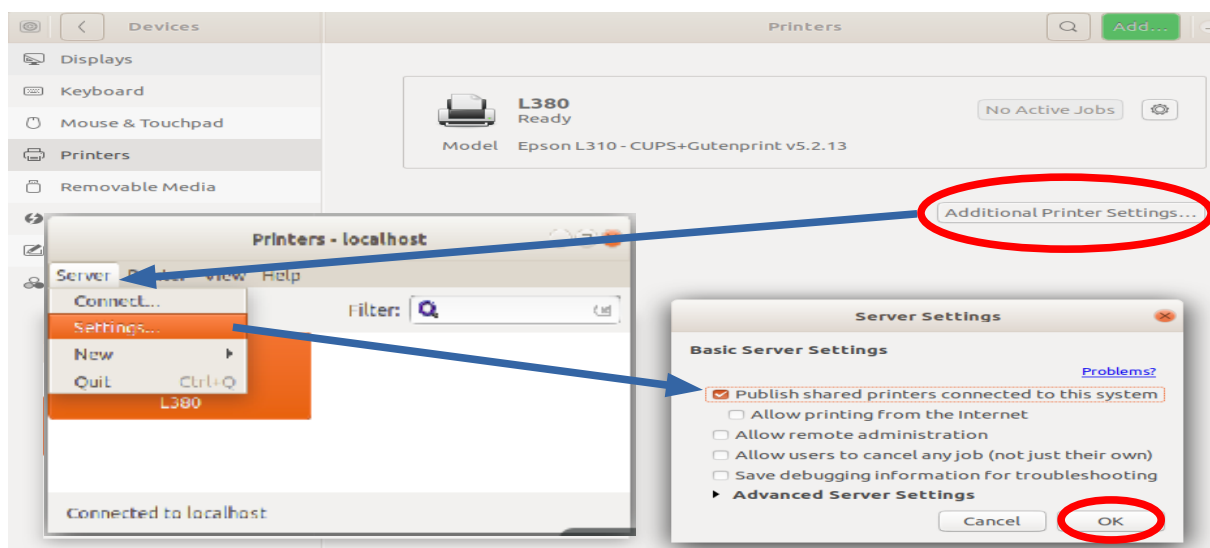 Devices
Printers
Add...
Displays
Keyboard
Mouse & Touchpad
Printers
Removable Media
L380
Ready
No Active Jobs
Model Epson L310 - CUPS+Gutenprint v5.2.13
Additional Printer Settings...
Printers - localhost
Server View Help
Connect...
Settings...
New
Quit Ctrl+Q
Filter:
L380
Connected to localhost
Server Settings
Basic Server Settings
Problems?
Publish shared printers connected to this system
Allow printing from the Internet
Allow remote administration
Allow users to cancel any job (not just their own)
Save debugging information for troubleshooting
Advanced Server Settings
Cancel OK